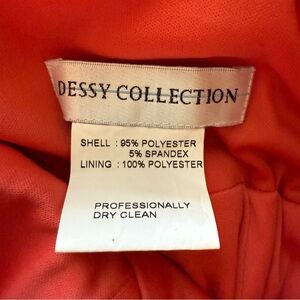 DESSY COLLECTION
SHELL : 95% POLYESTER
5% SPANDEX
LINING : 100% POLYESTER
PROFESSIONALLY
DRY CLEAN